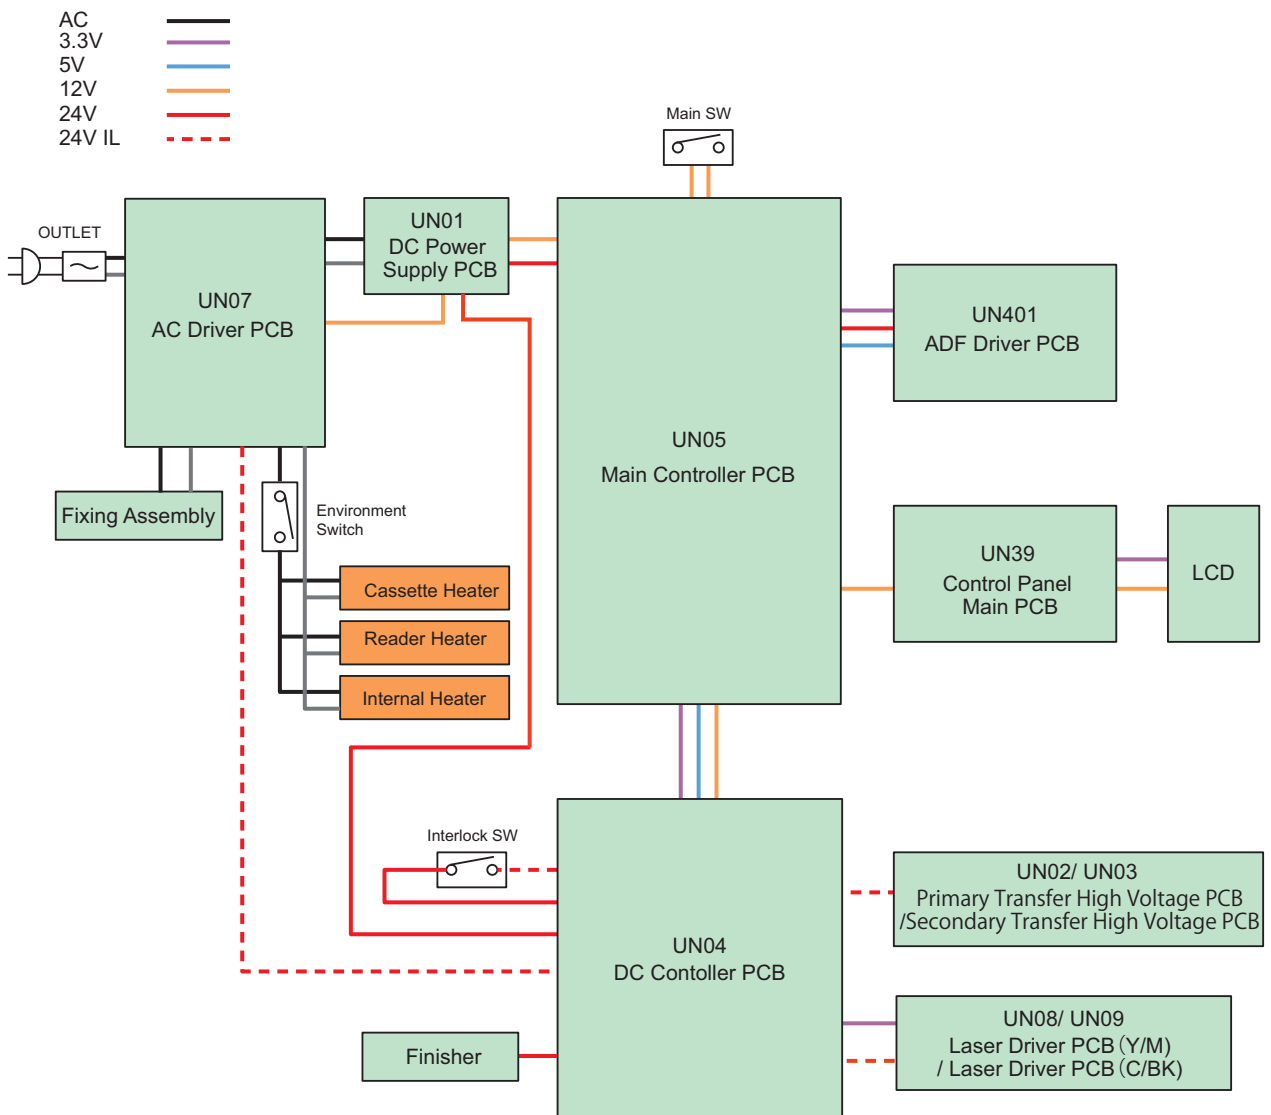 AC
3.3V
5V
12V
24V
24V IL
Main SW
OUTLET
UN07
AC Driver PCB
UN01
DC Power
Supply PCB
UN05
Main Controller PCB
UN401
ADF Driver PCB
Fixing Assembly
Environment
Switch
Cassette Heater
Reader Heater
Internal Heater
UN39
Control Panel
Main PCB
LCD
Interlock SW
UN04
DC Contoller PCB
UN02/ UN03
Primary Transfer High Voltage PCB
/Secondary Transfer High Voltage PCB
Finisher
UN08/ UN09
Laser Driver PCB（Y/M)
/ Laser Driver PCB（C/BK)